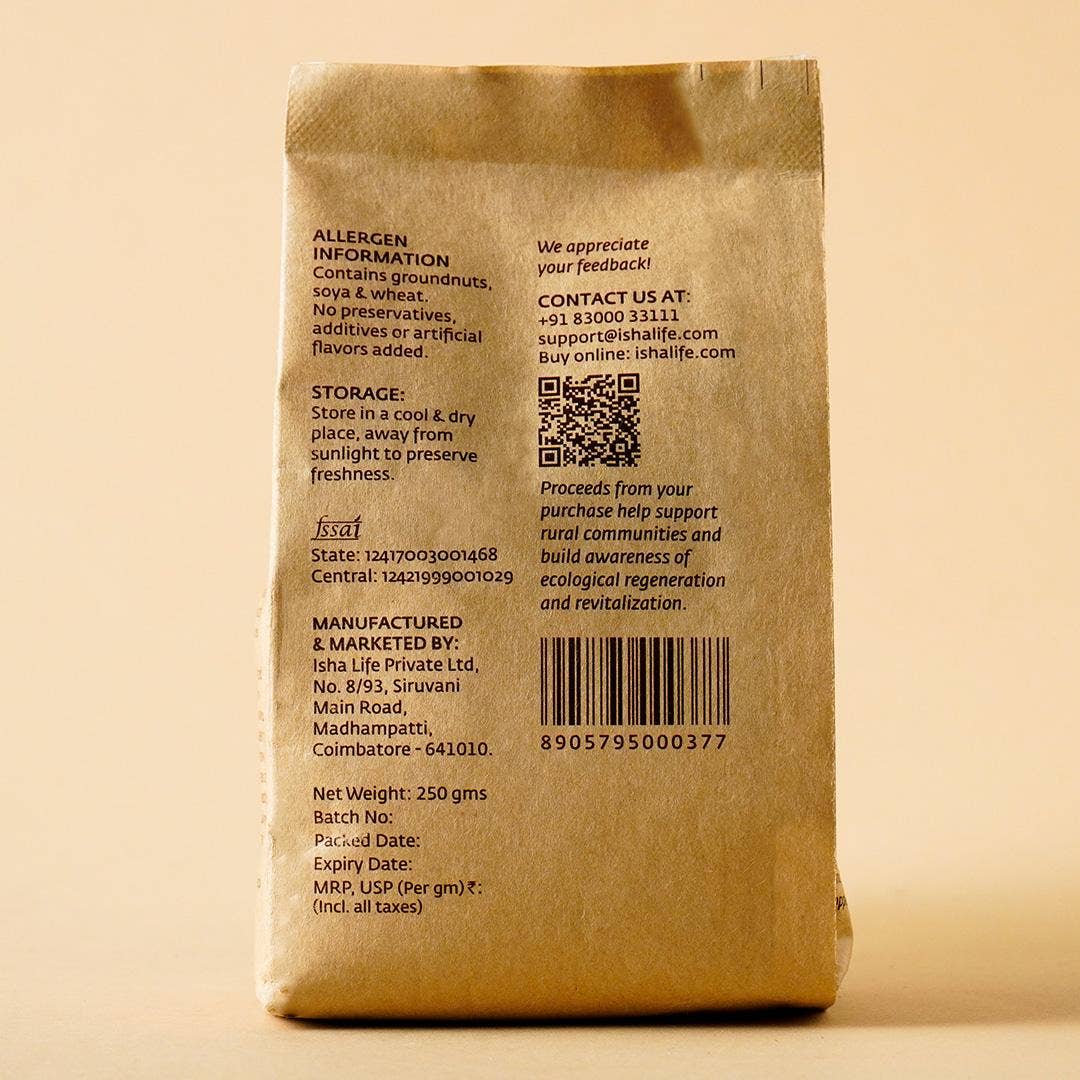 ALLERGEN
INFORMATION
Contains groundnuts,
soya & wheat.
No preservatives,
additives or artificial
flavors added.
STORAGE:
Store in a cool & dry
place, away from
sunlight to preserve
freshness.
fssai
State: 12417003001468
Central: 12421999001029
MANUFACTURED
& MARKETED BY:
Isha Life Private Ltd,
No. 8/93, Siruvani
Main Road,
Madhampatti,
Coimbatore - 641010.
Net Weight: 250 gms
Batch No:
Packed Date:
Expiry Date:
MRP, USP (Per gm) ₹:
(Incl. all taxes)
We appreciate
your feedback!
CONTACT US AT:
+91 83000 33111
support@ishalife.com
Buy online: ishalife.com
Proceeds from your
purchase help support
rural communities and
build awareness of
ecological regeneration
and revitalization.
8905795000377